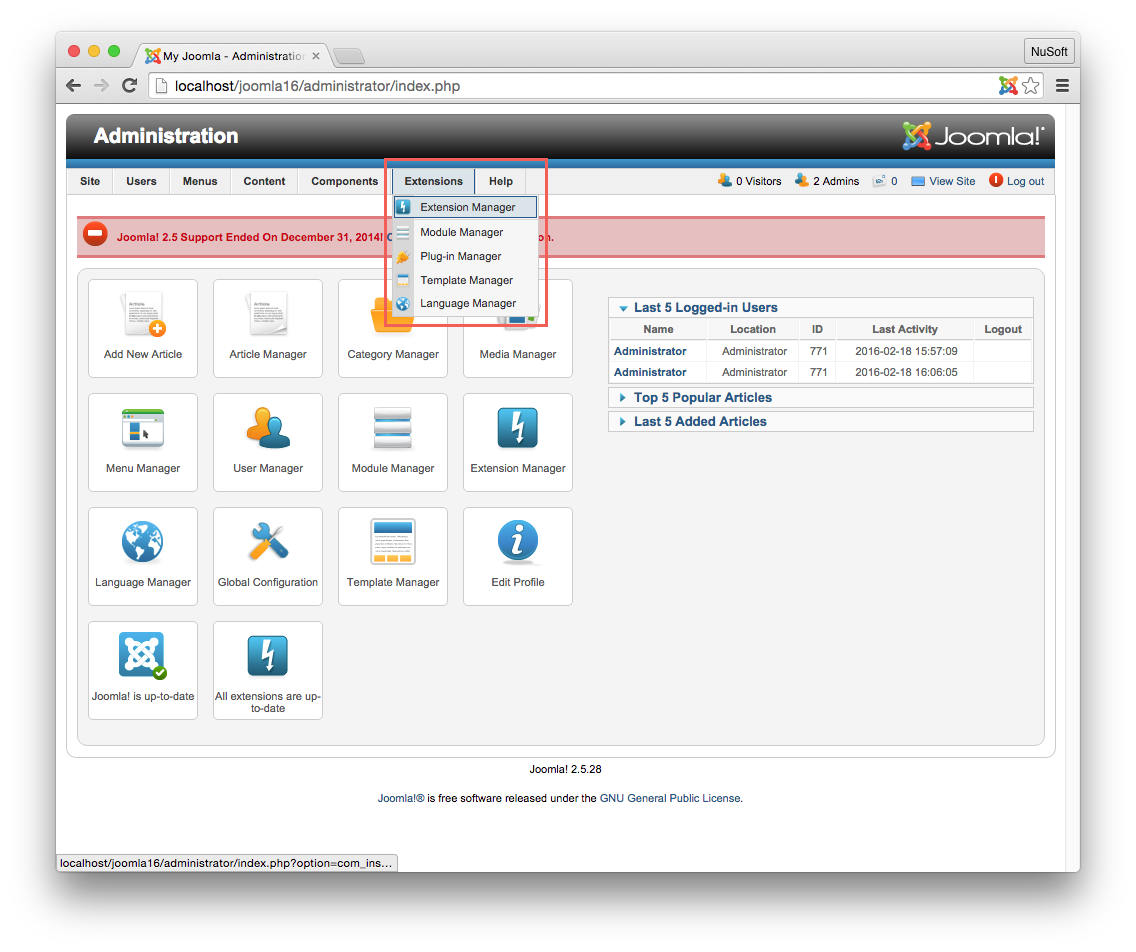 My Joomla - Administration
NuSoft
localhost/joomla16/administrator/index.php
Administration
Joomla!
Site Users Menus Content Components Extensions Help
0 Visitors 2 Admins 0 View Site Log out
Extension Manager
Module Manager
Plug-in Manager
Template Manager
Language Manager
Joomla! 2.5 Support Ended On December 31, 2014!
Add New Article
Article Manager
Category Manager
Media Manager
Menu Manager
User Manager
Module Manager
Extension Manager
Language Manager
Global Configuration
Template Manager
Edit Profile
Joomla! is up-to-date
All extensions are up-
to-date
Last 5 Logged-in Users
Name Location ID Last Activity Logout
Administrator Administrator 771 2016-02-18 15:57:09
Administrator Administrator 771 2016-02-18 16:06:05
Top 5 Popular Articles
Last 5 Added Articles
Joomla! 2.5.28
Joomla!® is free software released under the GNU General Public License.
localhost/joomla16/administrator/index.php?option=com_ins...